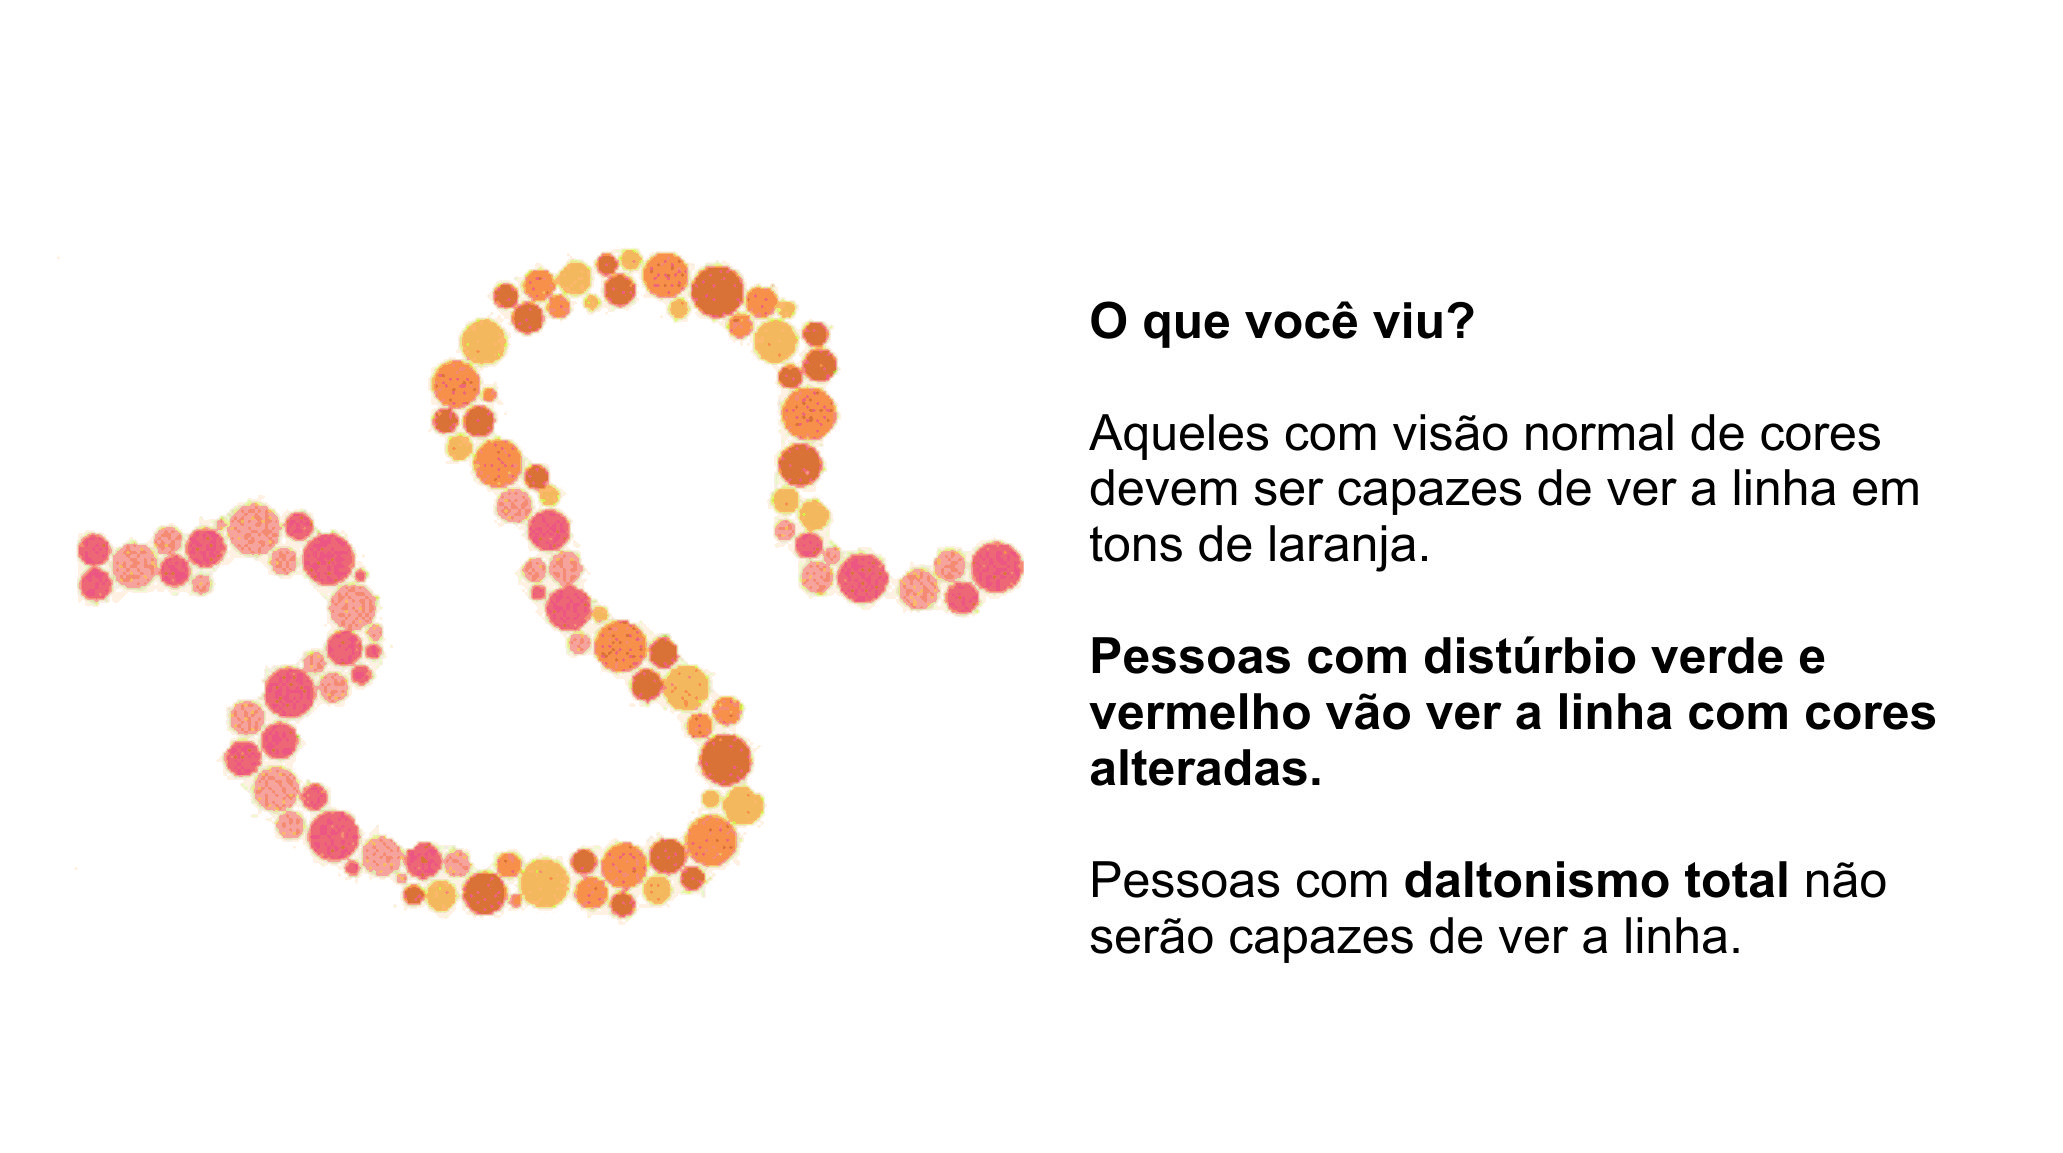 O que você viu?
Aqueles com visão normal de cores
devem ser capazes de ver a linha em
tons de laranja.
Pessoas com distúrbio verde e
vermelho vão ver a linha com cores
alteradas.
Pessoas com daltonismo total não
serão capazes de ver a linha.